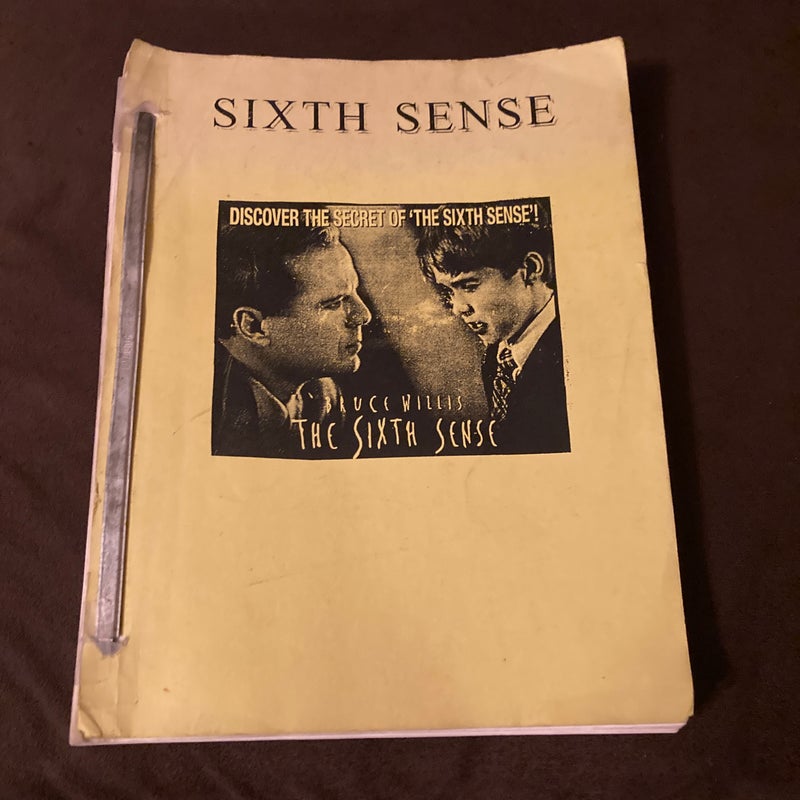 SIXTH SENSE
DISCOVER THE SECRET OF 'THE SIXTH SENSE'!
BRUCE WILLIS
THE SIXTH SENSE